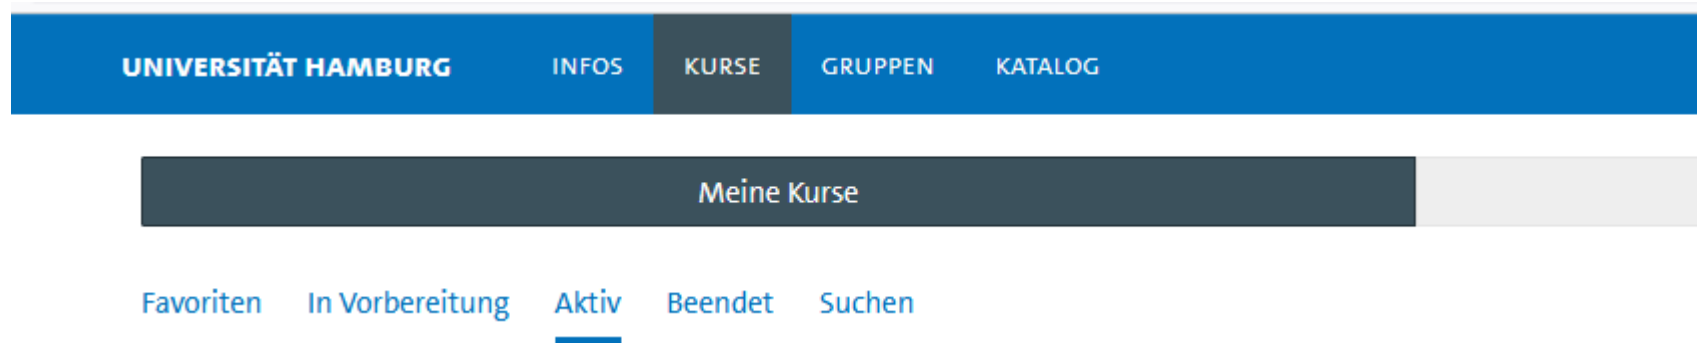 UNIVERSITÄT HAMBURG INFOS KURSE GRUPPEN KATALOG
Meine Kurse
Favoriten In Vorbereitung Aktiv Beendet Suchen